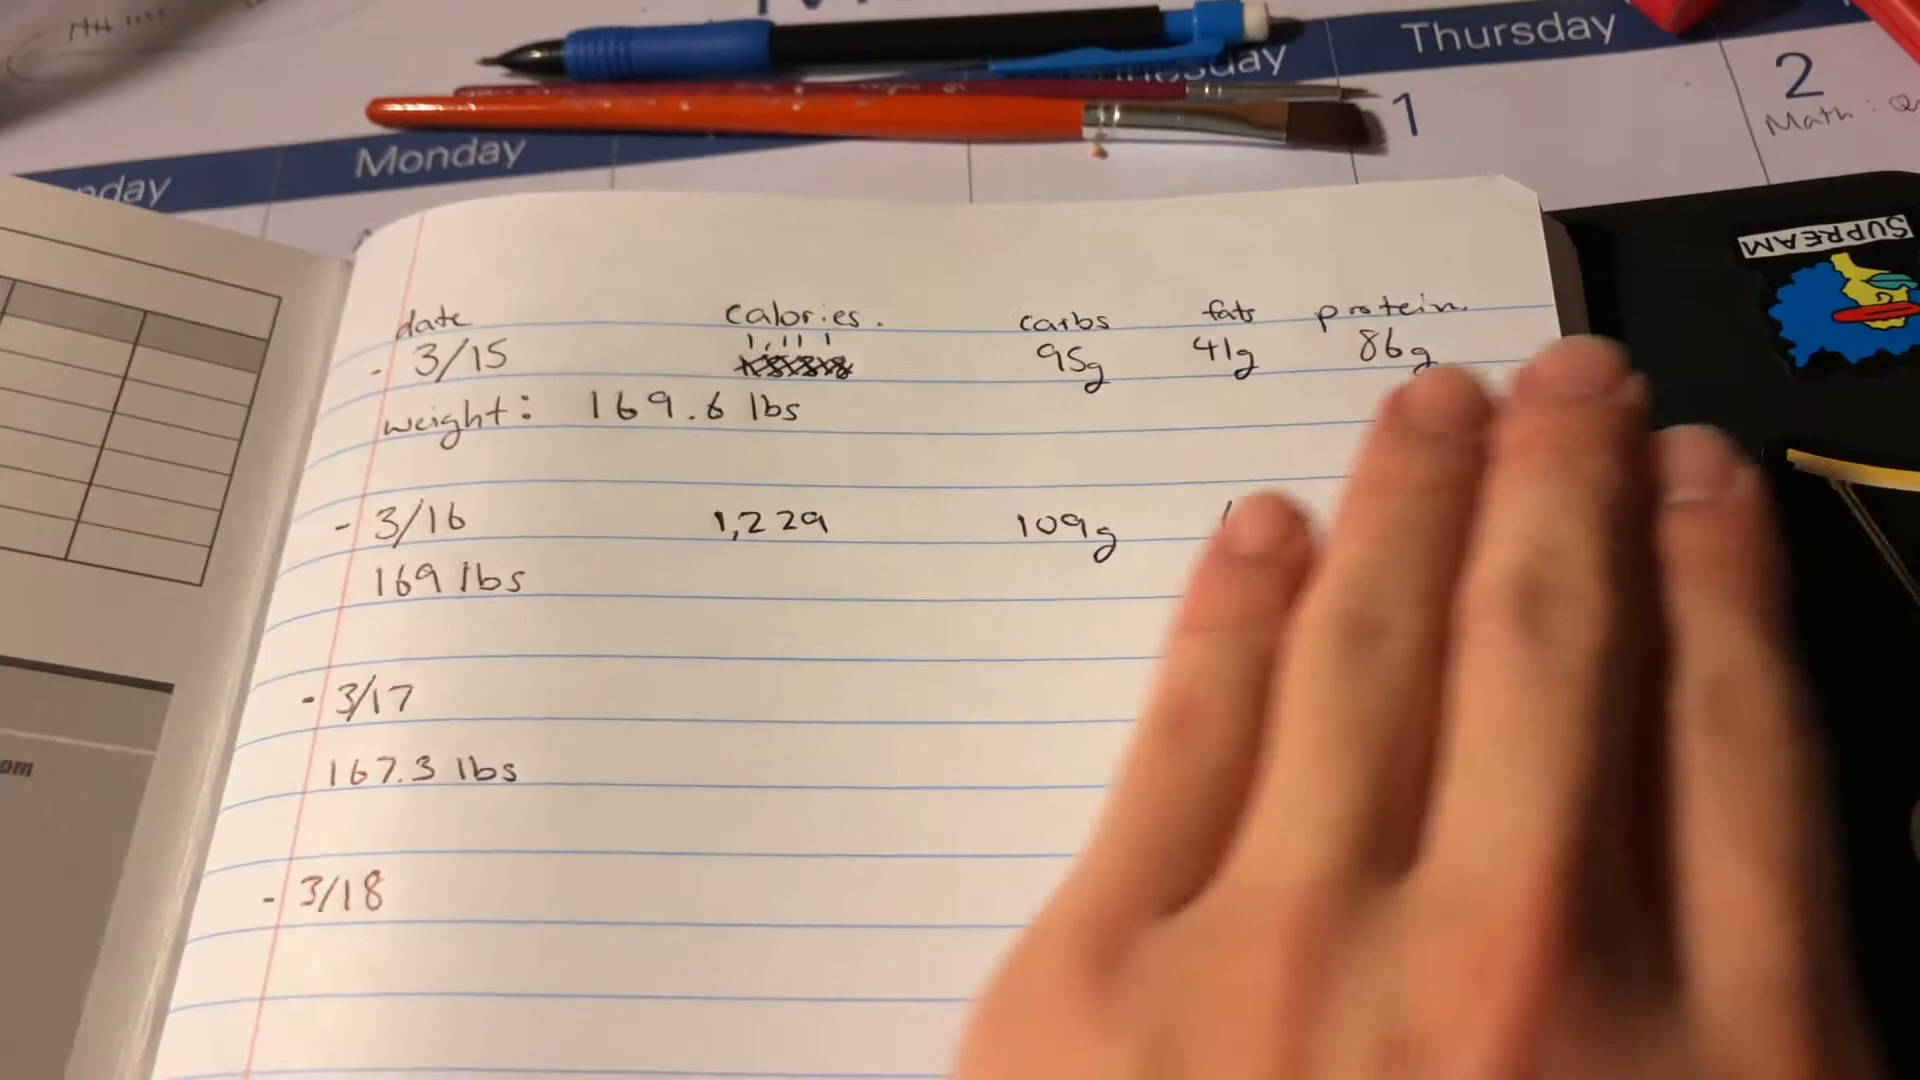 Thursday
1
2
Math:
Monday
SUPREAM
date calories. carbs fats protein.
- 3/15 1,111 95g 41g 86g
weight: 169.6 lbs
- 3/16 1,229 109g
169 lbs
- 3/17
167.3 lbs
- 3/18